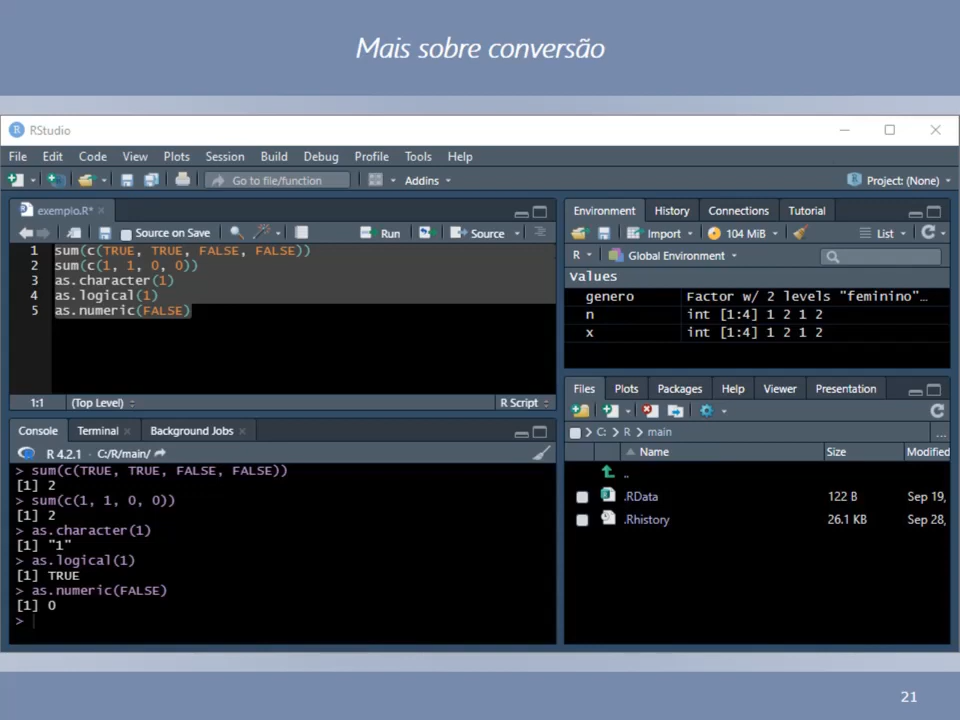 Mais sobre conversão
RStudio
File Edit Code View Plots Session Build Debug Profile Tools Help
Go to file/function Addins Project: (None)
exemplo.R*
Source on Save Run Source
1 sum(c(TRUE, TRUE, FALSE, FALSE))
2 sum(c(1, 1, 0, 0))
3 as.character(1)
4 as.logical(1)
5 as.numeric(FALSE)
1:1 (Top Level) R Script
Console Terminal Background Jobs
R 4.2.1 · C:/R/main/
> sum(c(TRUE, TRUE, FALSE, FALSE))
[1] 2
> sum(c(1, 1, 0, 0))
[1] 2
> as.character(1)
[1] "1"
> as.logical(1)
[1] TRUE
> as.numeric(FALSE)
[1] 0
>
Environment History Connections Tutorial
Import 104 MiB List
R Global Environment
Values
genero Factor w/ 2 levels "feminino"…
n int [1:4] 1 2 1 2
x int [1:4] 1 2 1 2
Files Plots Packages Help Viewer Presentation
C: > R > main ...
Name Size Modified
..
.RData 122 B Sep 19,
.Rhistory 26.1 KB Sep 28,
21